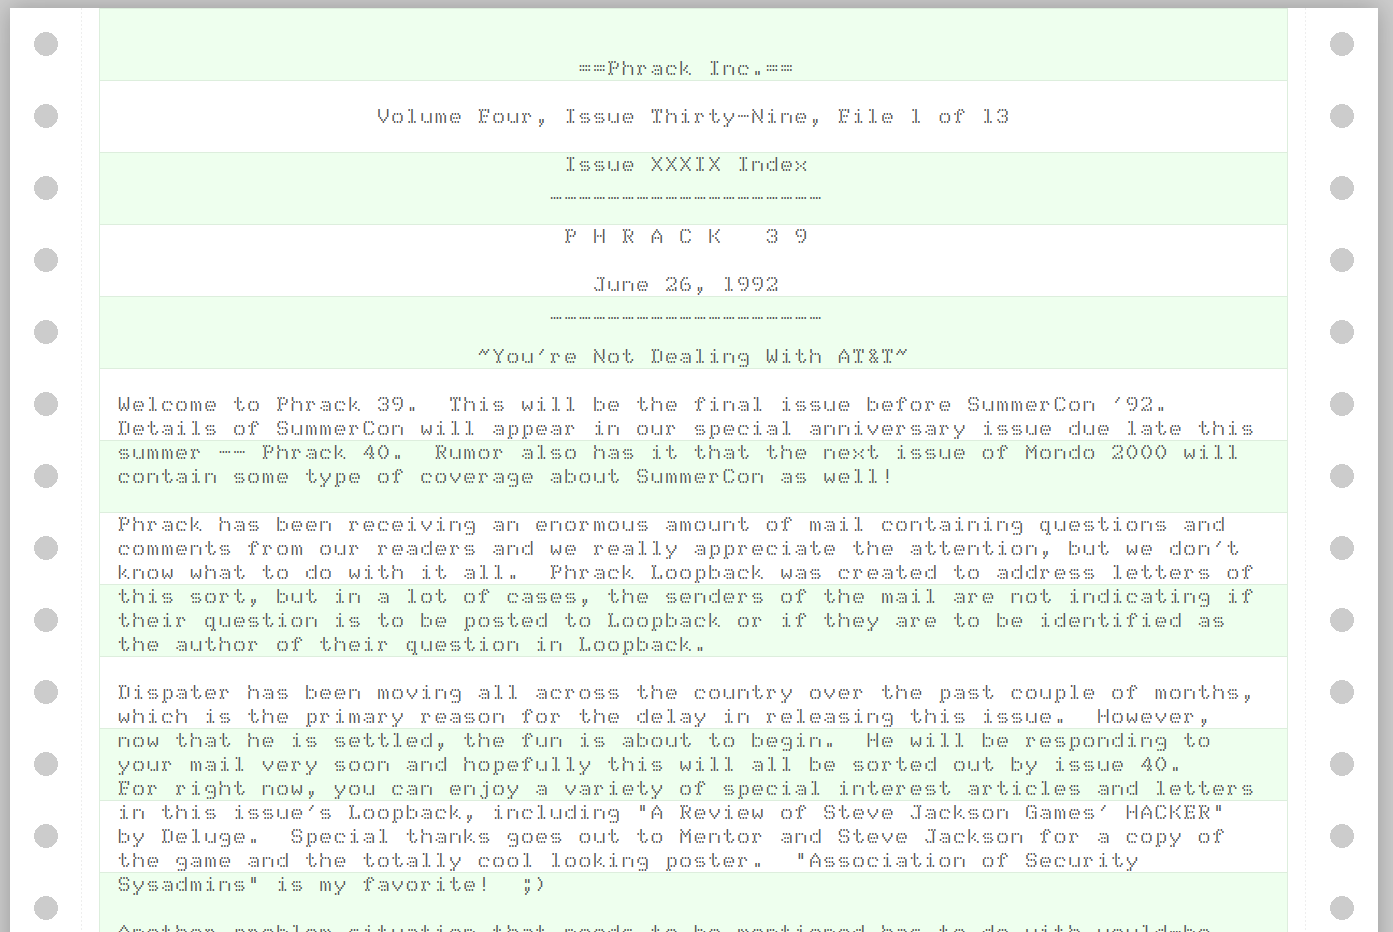 ==Phrack Inc.==
Volume Four, Issue Thirty-Nine, File 1 of 13
Issue XXXIX Index
___________________
P H R A C K   3 9
June 26, 1992
___________________
~You're Not Dealing With AT&T~
Welcome to Phrack 39.  This will be the final issue before SummerCon '92.
Details of SummerCon will appear in our special anniversary issue due late this
summer -- Phrack 40.  Rumor also has it that the next issue of Mondo 2000 will
contain some type of coverage about SummerCon as well!
Phrack has been receiving an enormous amount of mail containing questions and
comments from our readers and we really appreciate the attention, but we don't
know what to do with it all.  Phrack Loopback was created to address letters of
this sort, but in a lot of cases, the senders of the mail are not indicating if
their question is to be posted to Loopback or if they are to be identified as
the author of their question in Loopback.
Dispater has been moving all across the country over the past couple of months,
which is the primary reason for the delay in releasing this issue.  However,
now that he is settled, the fun is about to begin.  He will be responding to
your mail very soon and hopefully this will all be sorted out by issue 40.
For right now, you can enjoy a variety of special interest articles and letters
in this issue's Loopback, including "A Review of Steve Jackson Games' HACKER"
by Deluge.  Special thanks goes out to Mentor and Steve Jackson for a copy of
the game and the totally cool looking poster.  "Association of Security
Sysadmins" is my favorite!  ;)
Another problem situation that needs to be mentioned has to do with would-be